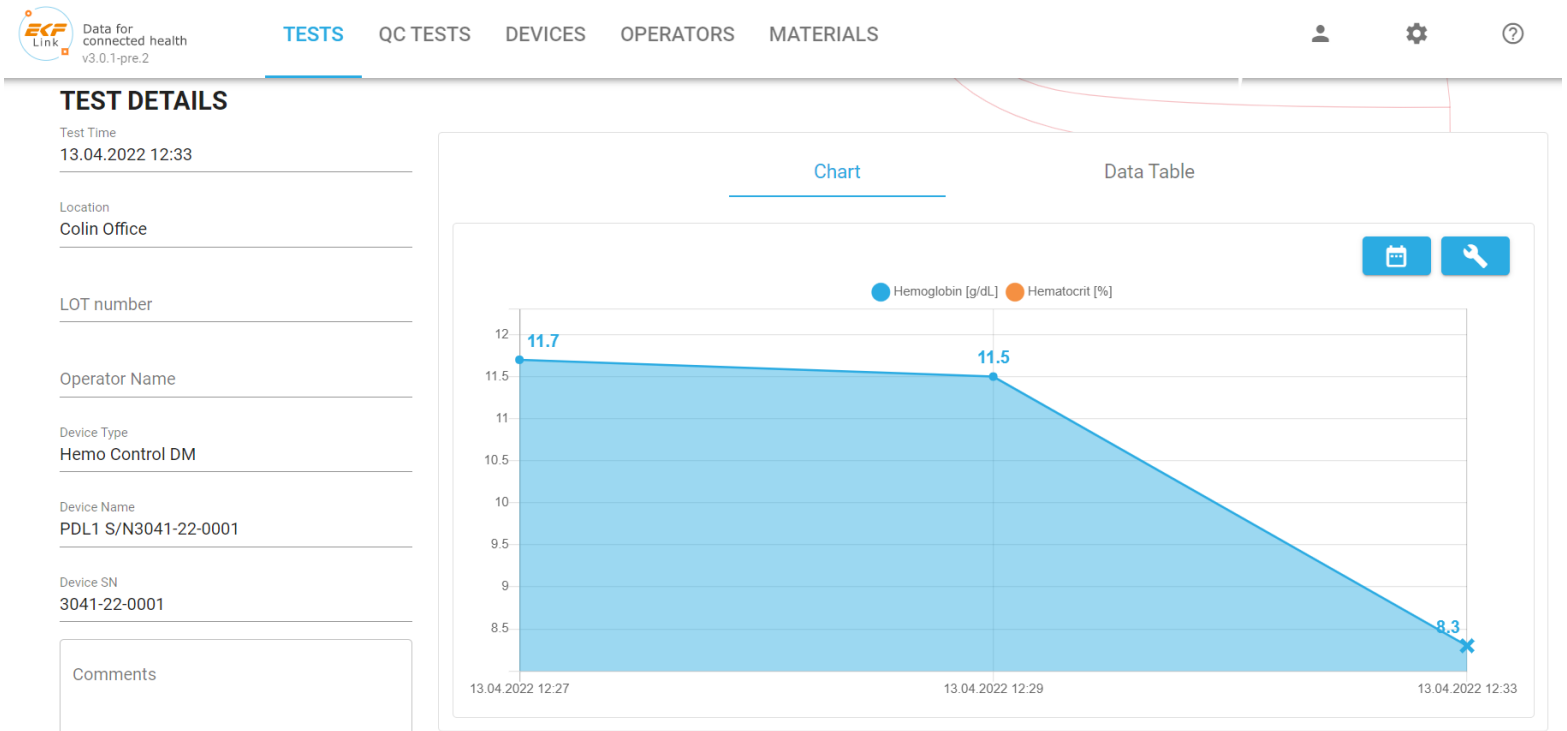 EKF
Link
Data for
connected health
v3.0.1-pre.2
TESTS
QC TESTS
DEVICES
OPERATORS
MATERIALS
?
TEST DETAILS
Test Time
13.04.2022 12:33
Location
Colin Office
LOT number
Operator Name
Device Type
Hemo Control DM
Device Name
PDL1 S/N3041-22-0001
Device SN
3041-22-0001
Comments
Chart
Data Table
Hemoglobin [g/dL]
Hematocrit [%]
12
11.5
11
10.5
10
9.5
9
8.5
11.7
11.5
8.3
13.04.2022 12:27
13.04.2022 12:29
13.04.2022 12:33